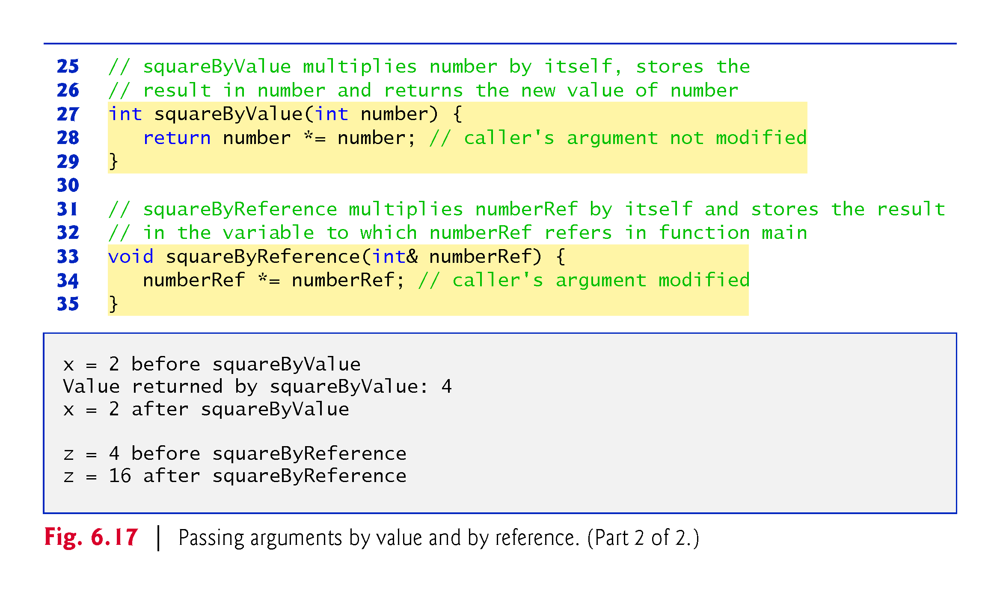 25 // squareByValue multiplies number by itself, stores the
26 // result in number and returns the new value of number
27 int squareByValue(int number) {
28    return number *= number; // caller's argument not modified
29 }
30
31 // squareByReference multiplies numberRef by itself and stores the result
32 // in the variable to which numberRef refers in function main
33 void squareByReference(int& numberRef) {
34    numberRef *= numberRef; // caller's argument modified
35 }
x = 2 before squareByValue
Value returned by squareByValue: 4
x = 2 after squareByValue
z = 4 before squareByReference
z = 16 after squareByReference
Fig. 6.17 | Passing arguments by value and by reference. (Part 2 of 2.)